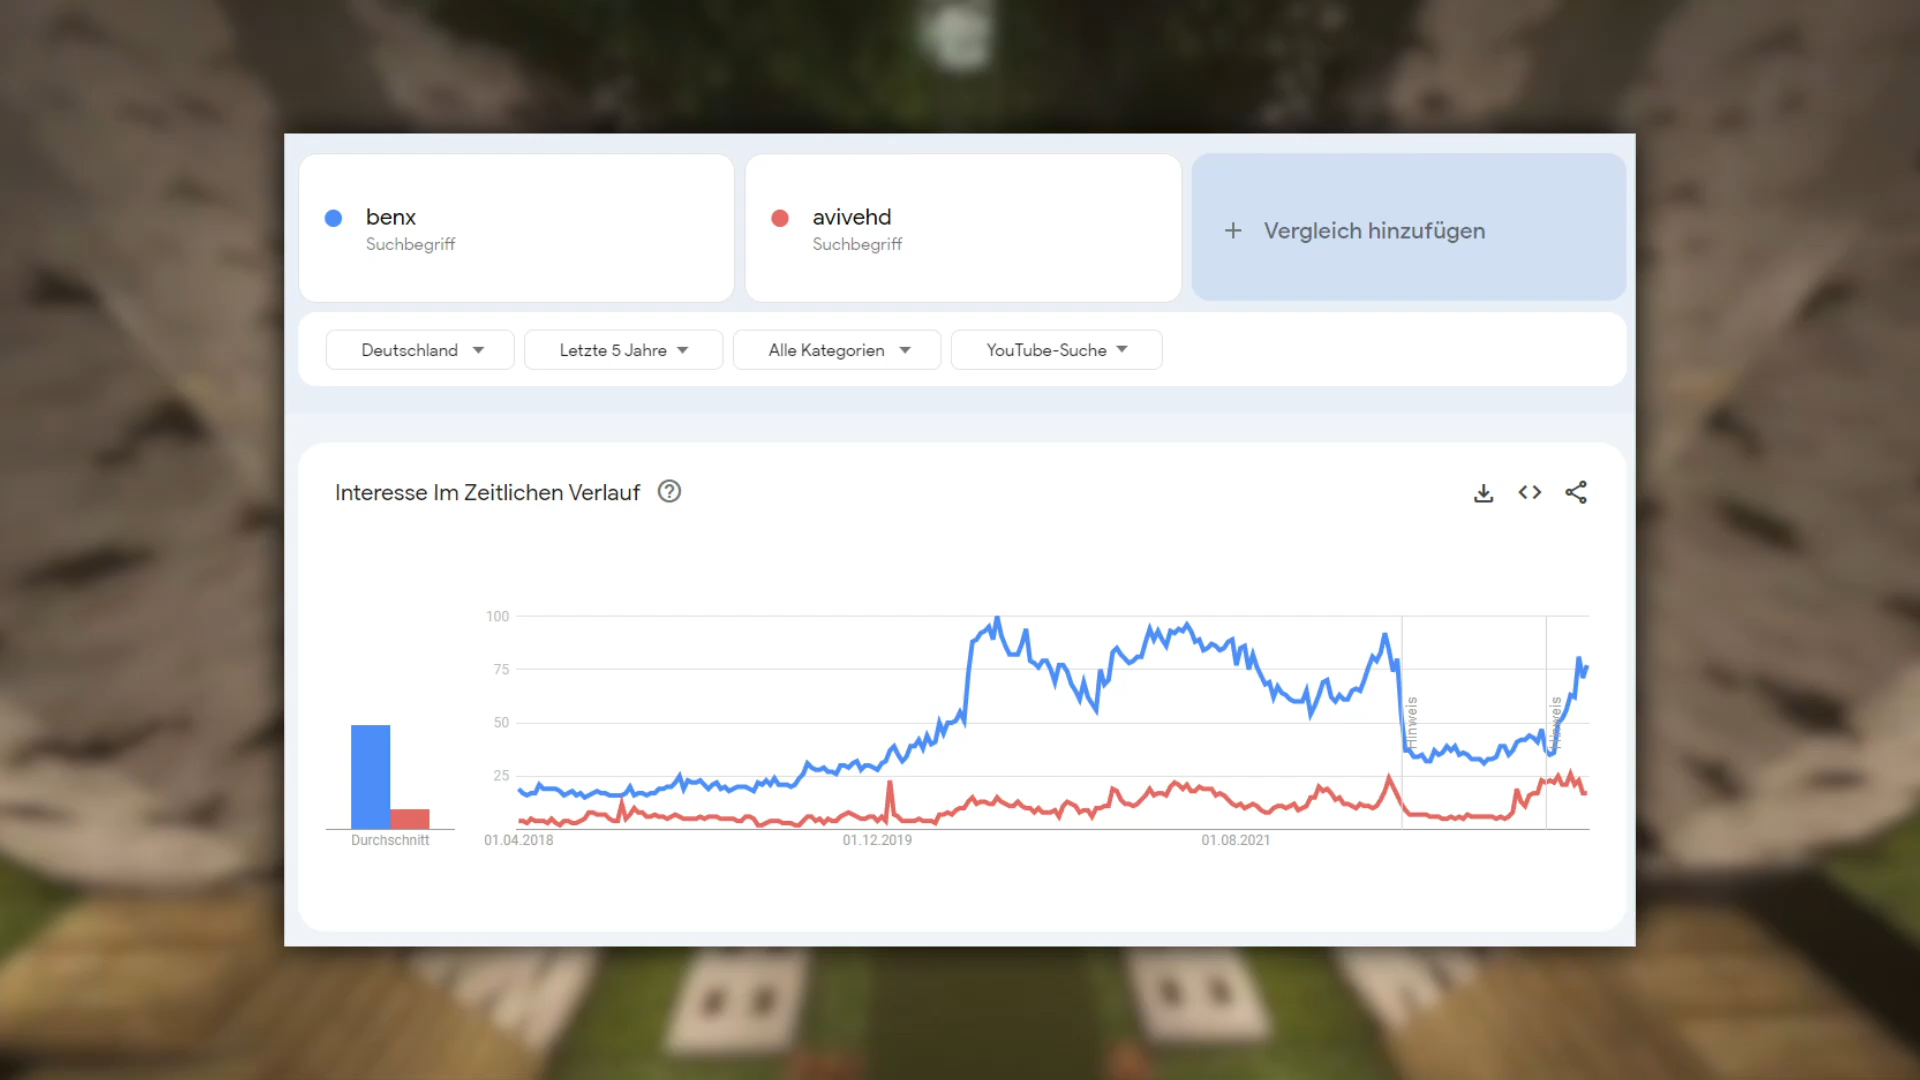 benx
Suchbegriff
avivehd
Suchbegriff
+ Vergleich hinzufügen
Deutschland
Letzte 5 Jahre
Alle Kategorien
YouTube-Suche
Interesse Im Zeitlichen Verlauf
100
75
50
25
Hinweis
Hinweis
Durchschnitt
01.04.2018
01.12.2019
01.08.2021